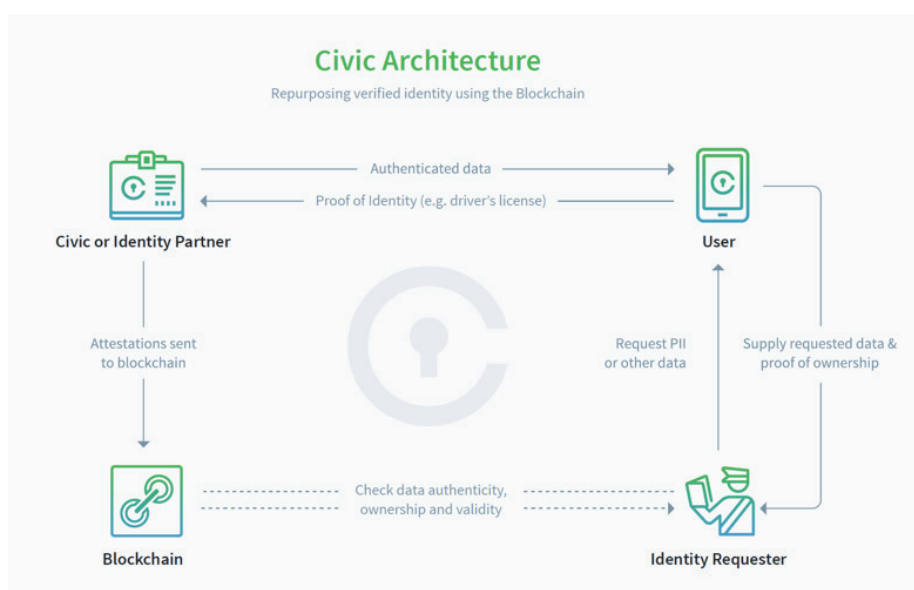 Civic Architecture
Repurposing verified identity using the Blockchain
Authenticated data
Proof of Identity (e.g. driver's license)
Civic or Identity Partner
User
Attestations sent
to blockchain
Request PII
or other data
Supply requested data &
proof of ownership
Check data authenticity,
ownership and validity
Blockchain
Identity Requester